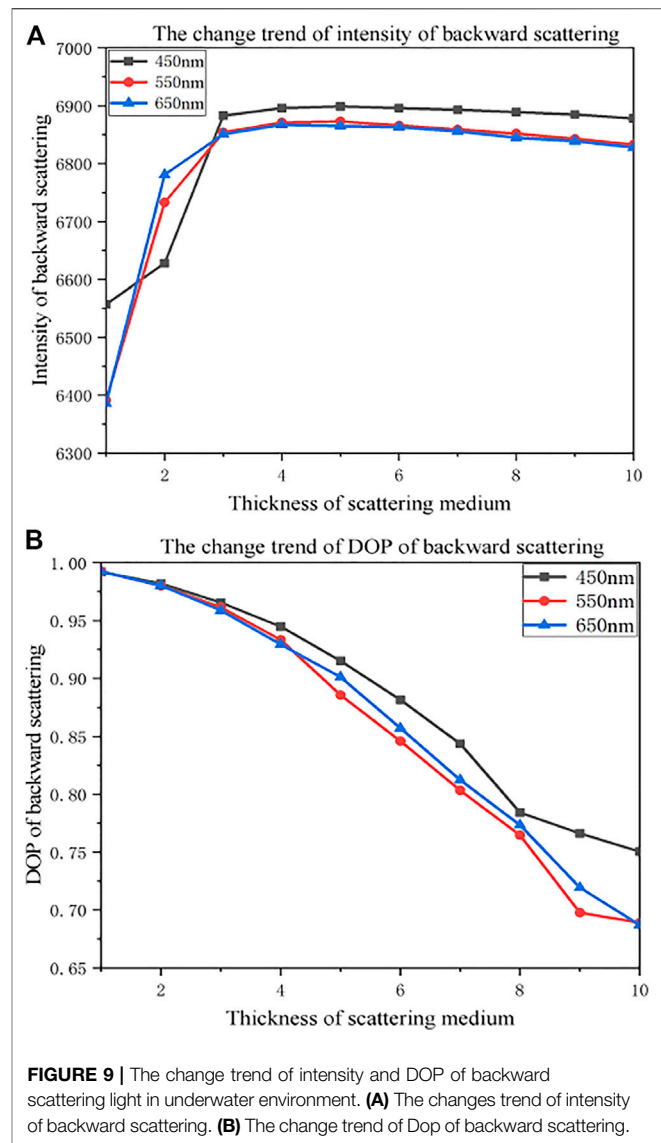 A
The change trend of intensity of backward scattering
7000
6900
6800
6700
6600
6500
6400
6300
450nm
550nm
650nm
Intensity of backward scattering
2
4
6
8
10
Thickness of scattering medium
B
The change trend of DOP of backward scattering
1.00
0.95
0.90
0.85
0.80
0.75
0.70
0.65
450nm
550nm
650nm
DOP of backward scattering
2
4
6
8
10
Thickness of scattering medium
FIGURE 9 | The change trend of intensity and DOP of backward
scattering light in underwater environment. (A) The changes trend of intensity
of backward scattering. (B) The change trend of Dop of backward scattering.